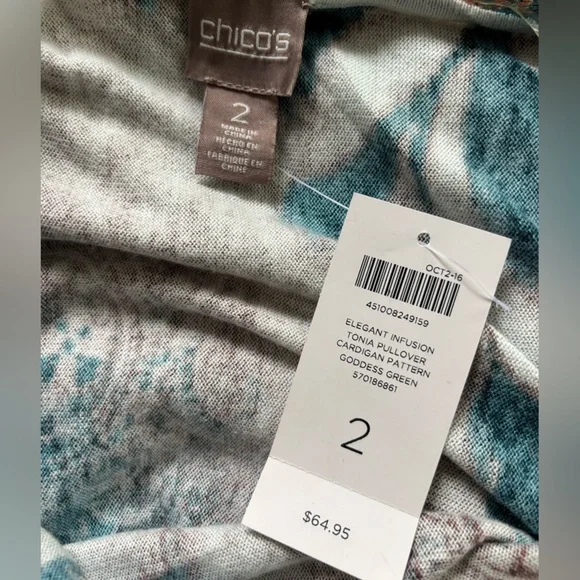 chico's
2
MADE IN
CHINA
HECHO EN
CHINA
FABRIQUE EN
CHINE
OCT2-16
451008249159
ELEGANT INFUSION
TONIA PULLOVER
CARDIGAN PATTERN
GODDESS GREEN
570186861
2
$64.95